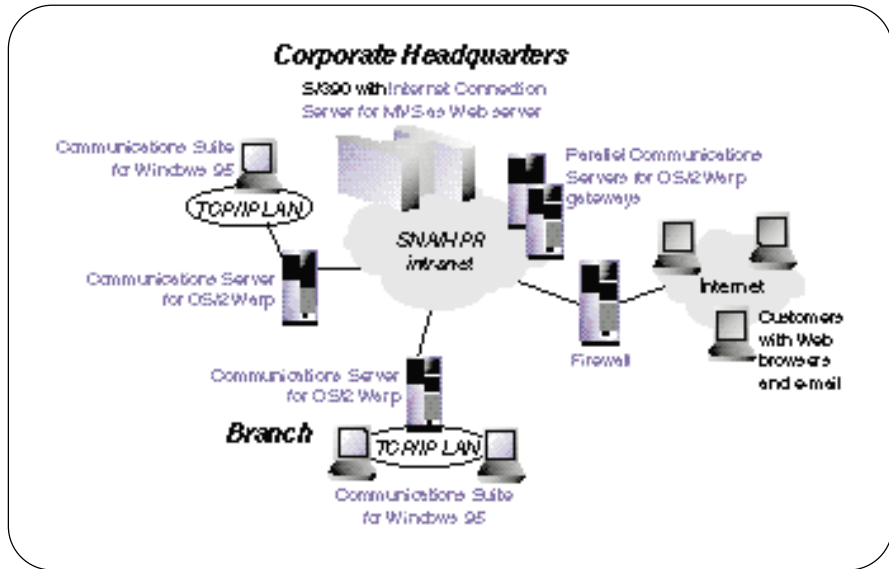 Corporate Headquarters
S/390 with Internet Connection
Server for MVS as Web server
Communications Suite
for Windows 95
TCP/IP LAN
Parallel Communications
Servers for OS/2 Warp
gateways
SNA/HPR
intranet
Communications Server
for OS/2 Warp
Internet
Customers
with Web
browsers
and e-mail
Firewall
Communications Server
for OS/2 Warp
Branch
TCP/IP LAN
Communications Suite
for Windows 95